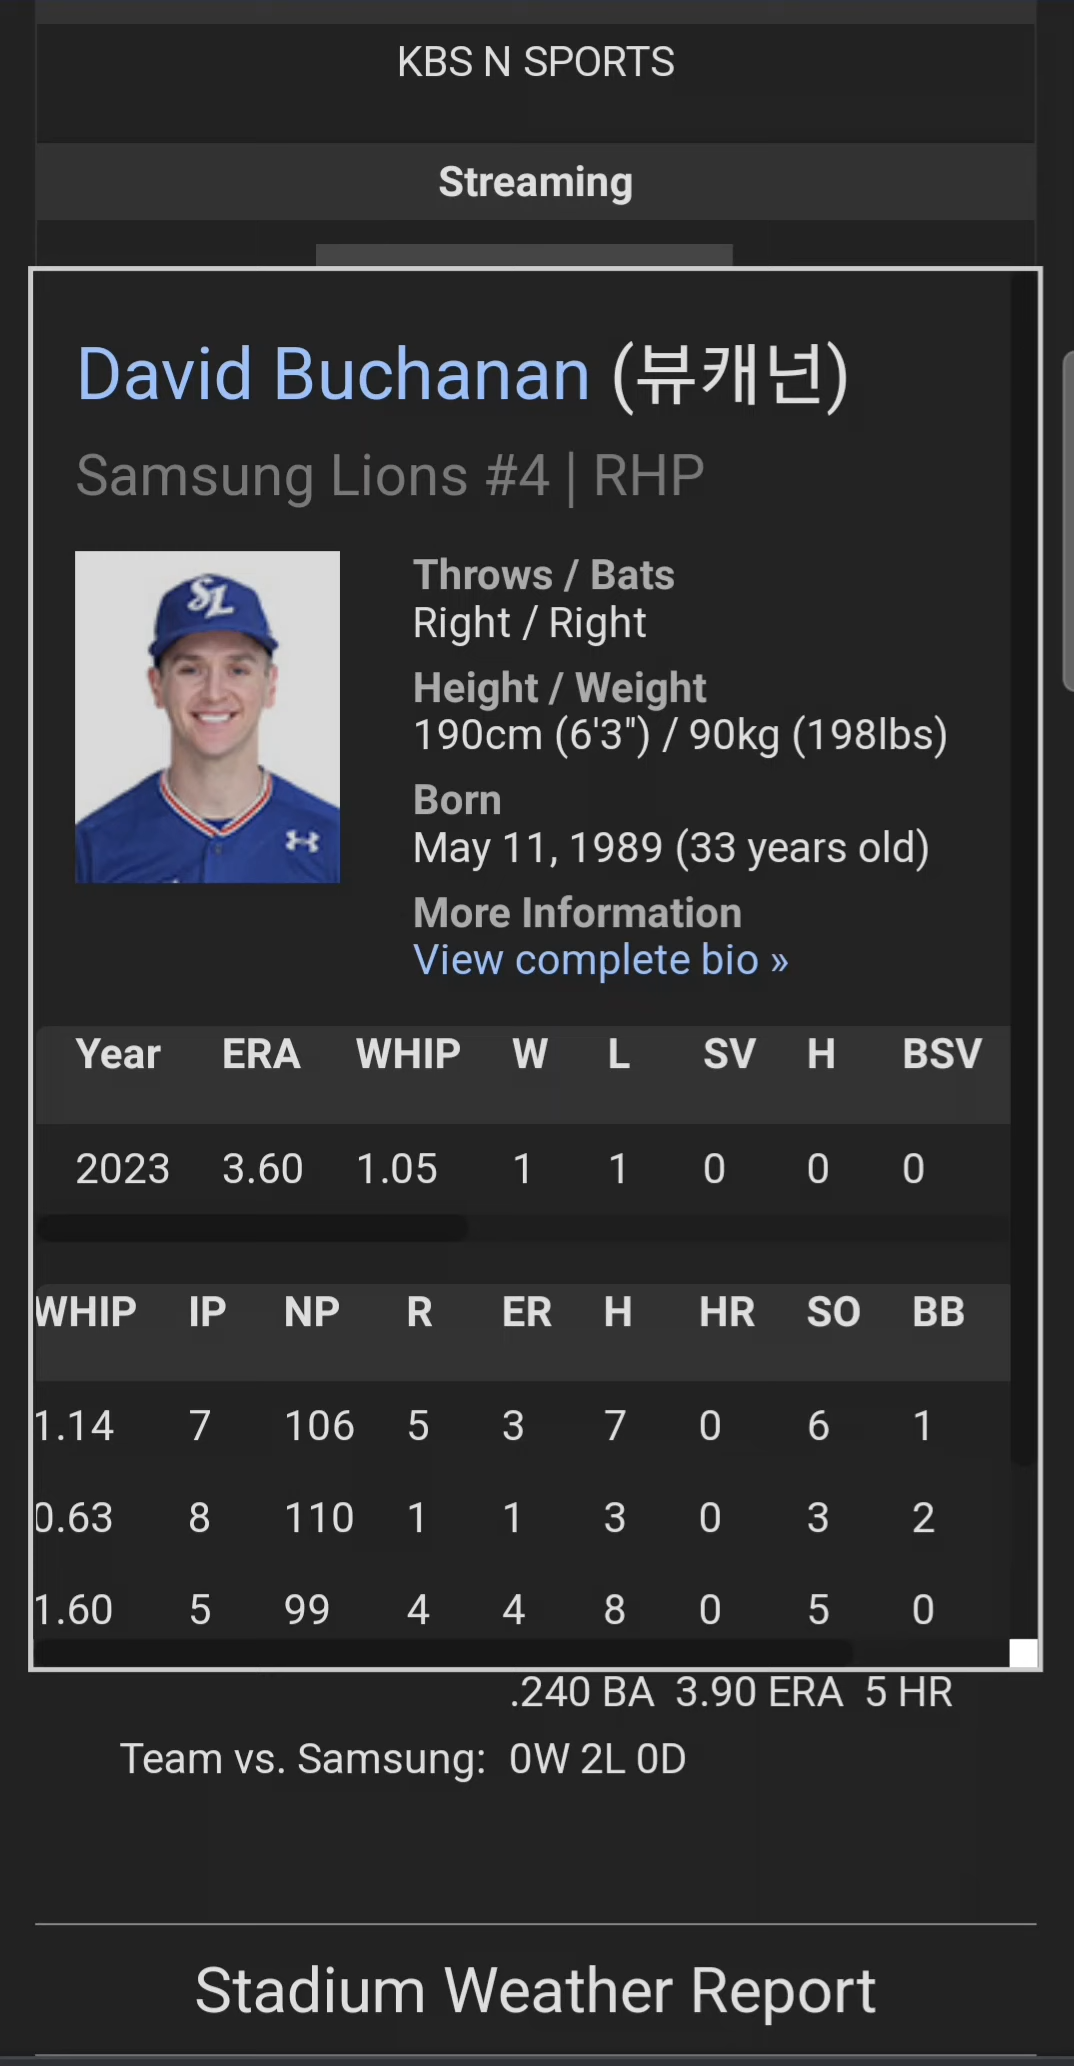 KBS N SPORTS
Streaming
David Buchanan (뷰캐넌)
Samsung Lions #4 | RHP
SL
Throws / Bats
Right / Right
Height / Weight
190cm (6'3") / 90kg (198lbs)
Born
May 11, 1989 (33 years old)
More Information
View complete bio »
Year ERA WHIP W L SV H BSV
2023 3.60 1.05 1 1 0 0 0
WHIP IP NP R ER H HR SO BB
1.14 7 106 5 3 7 0 6 1
0.63 8 110 1 1 3 0 3 2
1.60 5 99 4 4 8 0 5 0
.240 BA 3.90 ERA 5 HR
Team vs. Samsung: 0W 2L 0D
Stadium Weather Report